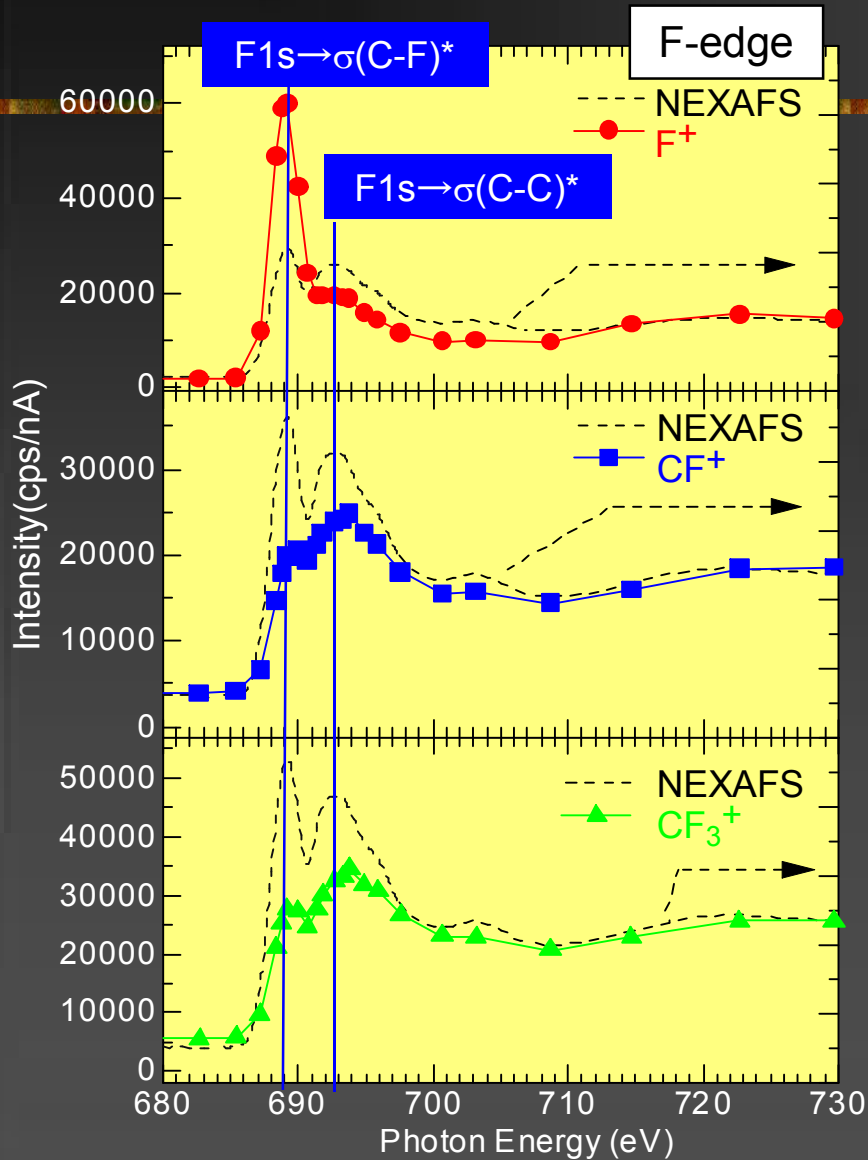 F1s→σ(C-F)*
F-edge
NEXAFS
F+
F1s→σ(C-C)*
60000
40000
20000
0
NEXAFS
CF+
30000
20000
10000
0
NEXAFS
CF3+
50000
40000
30000
20000
10000
0
Intensity(cps/nA)
680 690 700 710 720 730
Photon Energy (eV)